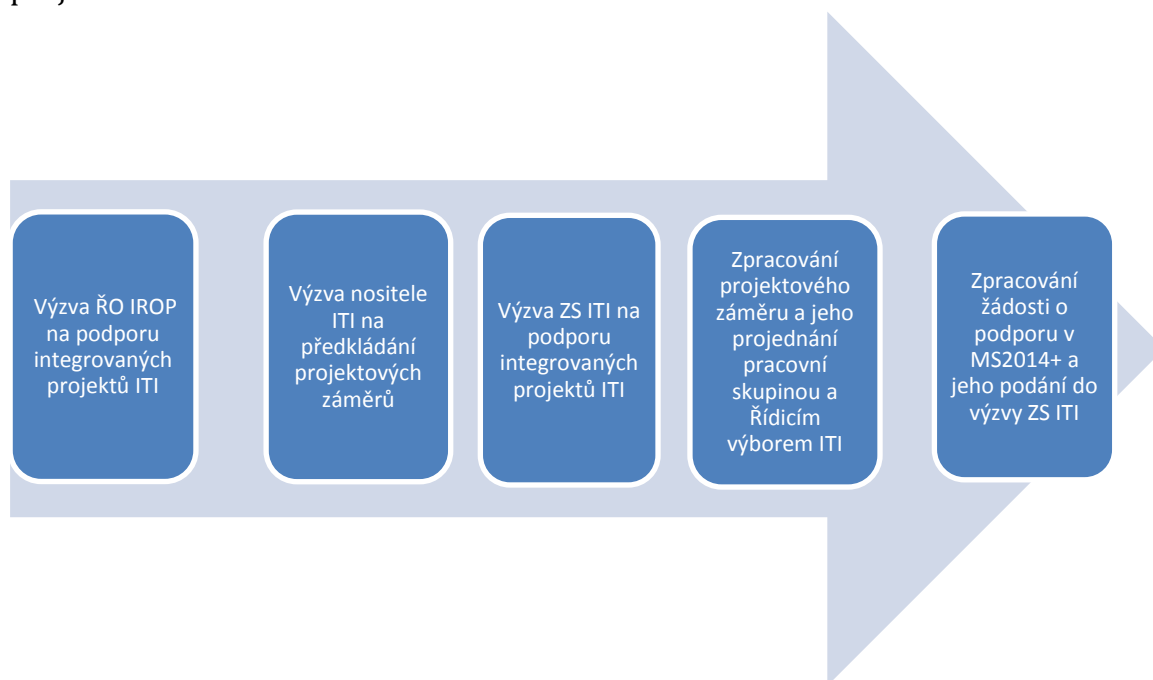 Výzva ŘO IROP
na podporu
integrovaných
projektů ITI
Výzva nositele
ITI na
předkládání
projektových
záměrů
Výzva ZS ITI na
podporu
integrovaných
projektů ITI
Zpracování
projektového
záměru a jeho
projednání
pracovní
skupinou a
Řídicím
výborem ITI
Zpracování
žádosti o
podporu v
MS2014+ a
jeho podání do
výzvy ZS ITI